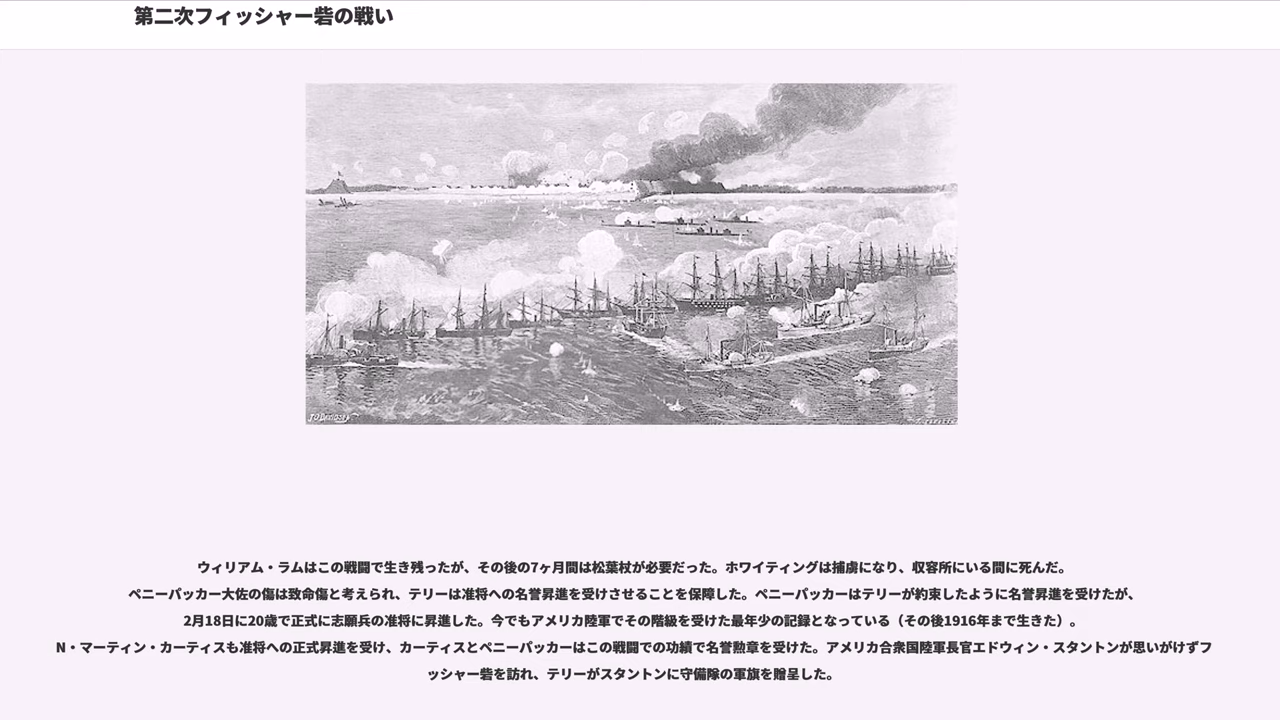 第二次フィッシャー砦の戦い
ウィリアム・ラムはこの戦闘で生き残ったが、その後の7ヶ月間は松葉杖が必要だった。ホワイティングは捕虜になり、収容所にいる間に死んだ。
ペニーパッカー大佐の傷は致命傷と考えられ、テリーは准将への名誉昇進を受けさせることを保障した。ペニーパッカーはテリーが約束したように名誉昇進を受けたが、
2月18日に20歳で正式に志願兵の准将に昇進した。今でもアメリカ陸軍でその階級を受けた最年少の記録となっている（その後1916年まで生きた）。
N・マーティン・カーティスも准将への正式昇進を受け、カーティスとペニーパッカーはこの戦闘での功績で名誉勲章を受けた。アメリカ合衆国陸軍長官エドウィン・スタントンが思いがけずフ
ッシャー砦を訪れ、テリーがスタントンに守備隊の軍旗を贈呈した。